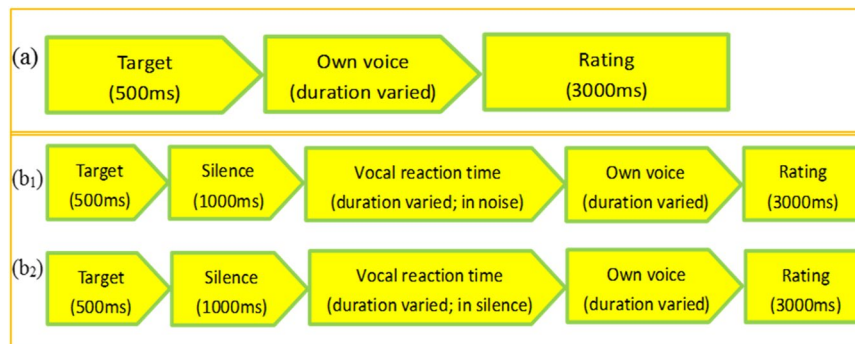 (a)
Target
(500ms)
Own voice
(duration varied)
Rating
(3000ms)
(b₁)
Target
(500ms)
Silence
(1000ms)
Vocal reaction time
(duration varied; in noise)
Own voice
(duration varied)
Rating
(3000ms)
(b₂)
Target
(500ms)
Silence
(1000ms)
Vocal reaction time
(duration varied; in silence)
Own voice
(duration varied)
Rating
(3000ms)